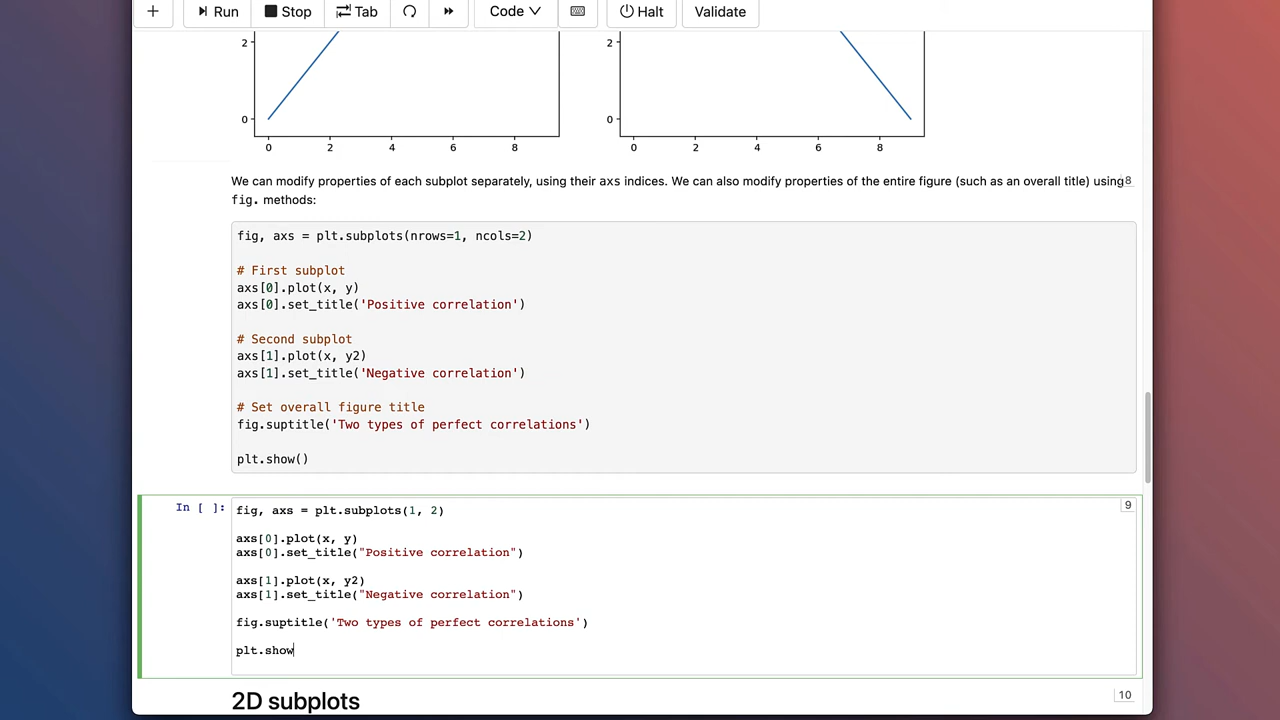 + Run Stop Tab Code Halt Validate
2 2
0 0
0 2 4 6 8 0 2 4 6 8
We can modify properties of each subplot separately, using their axs indices. We can also modify properties of the entire figure (such as an overall title) using 8
fig. methods:
fig, axs = plt.subplots(nrows=1, ncols=2)
# First subplot
axs[0].plot(x, y)
axs[0].set_title('Positive correlation')
# Second subplot
axs[1].plot(x, y2)
axs[1].set_title('Negative correlation')
# Set overall figure title
fig.suptitle('Two types of perfect correlations')
plt.show()
In [ ]: fig, axs = plt.subplots(1, 2) 9
axs[0].plot(x, y)
axs[0].set_title("Positive correlation")
axs[1].plot(x, y2)
axs[1].set_title("Negative correlation")
fig.suptitle('Two types of perfect correlations')
plt.show
2D subplots 10